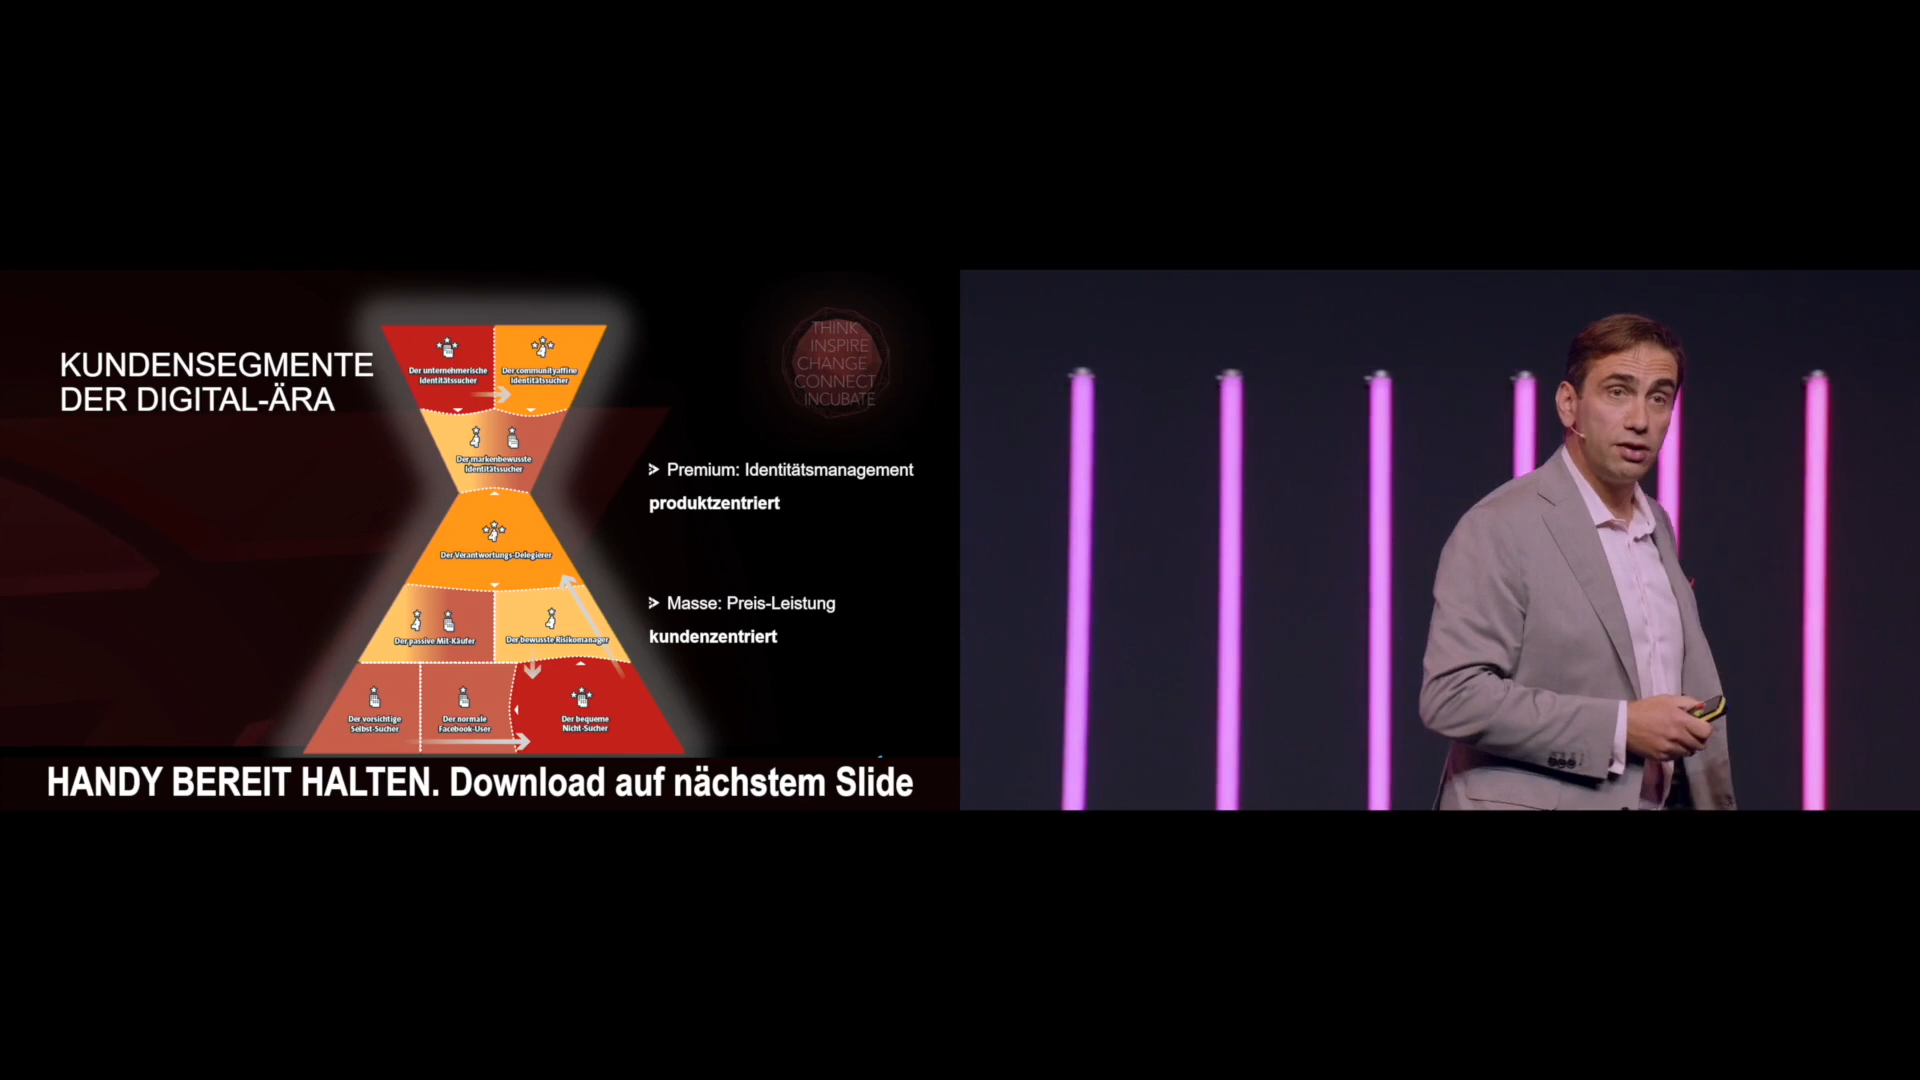 KUNDENSEGMENTE
DER DIGITAL-ÄRA
THINK
INSPIRE
CHANGE
CONNECT
INCUBATE
Der unternehmerische
Identitätssucher
Der communityaffine
Identitätssucher
Der markenbewusste
Identitätssucher
Der Verantwortungs-Delegierer
Der passive Mit-Käufer
Der bewusste Risikomanager
Der vorsichtige
Selbst-Sucher
Der normale
Facebook-User
Der bequeme
Nicht-Sucher
Premium: Identitätsmanagement
produktzentriert
Masse: Preis-Leistung
kundenzentriert
HANDY BEREIT HALTEN. Download auf nächstem Slide